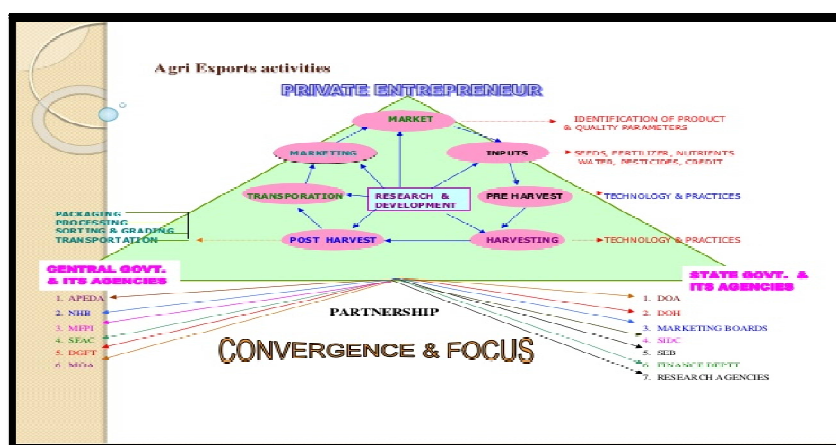 Agri Exports activities
PRIVATE ENTREPRENEUR
MARKET
IDENTIFICATION OF PRODUCT
& QUALITY PARAMETERS
MARKETING
INPUTS
SEEDS, FERTILIZER, NUTRIENTS
WATER, PESTICIDES, CREDIT
TRANSPORATION
RESEARCH &
DEVELOPMENT
PRE HARVEST
TECHNOLOGY & PRACTICES
PACKAGING
PROCESSING
SORTING & GRADING
TRANSPORTATION
POST HARVEST
HARVESTING
TECHNOLOGY & PRACTICES
CENTRAL GOVT.
& ITS AGENCIES
STATE GOVT. &
ITS AGENCIES
1. APEDA
2. NHB
3. MFPI
4. SFAC
5. DGFT
6. MOA
PARTNERSHIP
CONVERGENCE & FOCUS
1. DOA
2. DOH
3. MARKETING BOARDS
4. SIDC
5. SEB
6. FINANCE DEPTT
7. RESEARCH AGENCIES